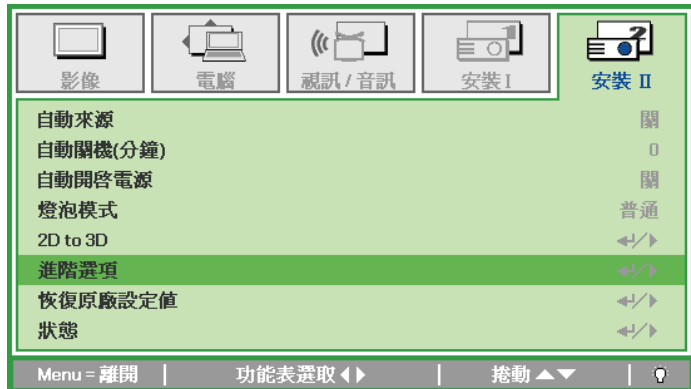 影像 電腦 視訊 / 音訊 安裝 I 安裝 II
自動來源 關
自動關機(分鐘) 0
自動開啓電源 關
燈泡模式 普通
2D to 3D
進階選項
恢復原廠設定值
狀態
Menu = 離開 功能表選取 捲動